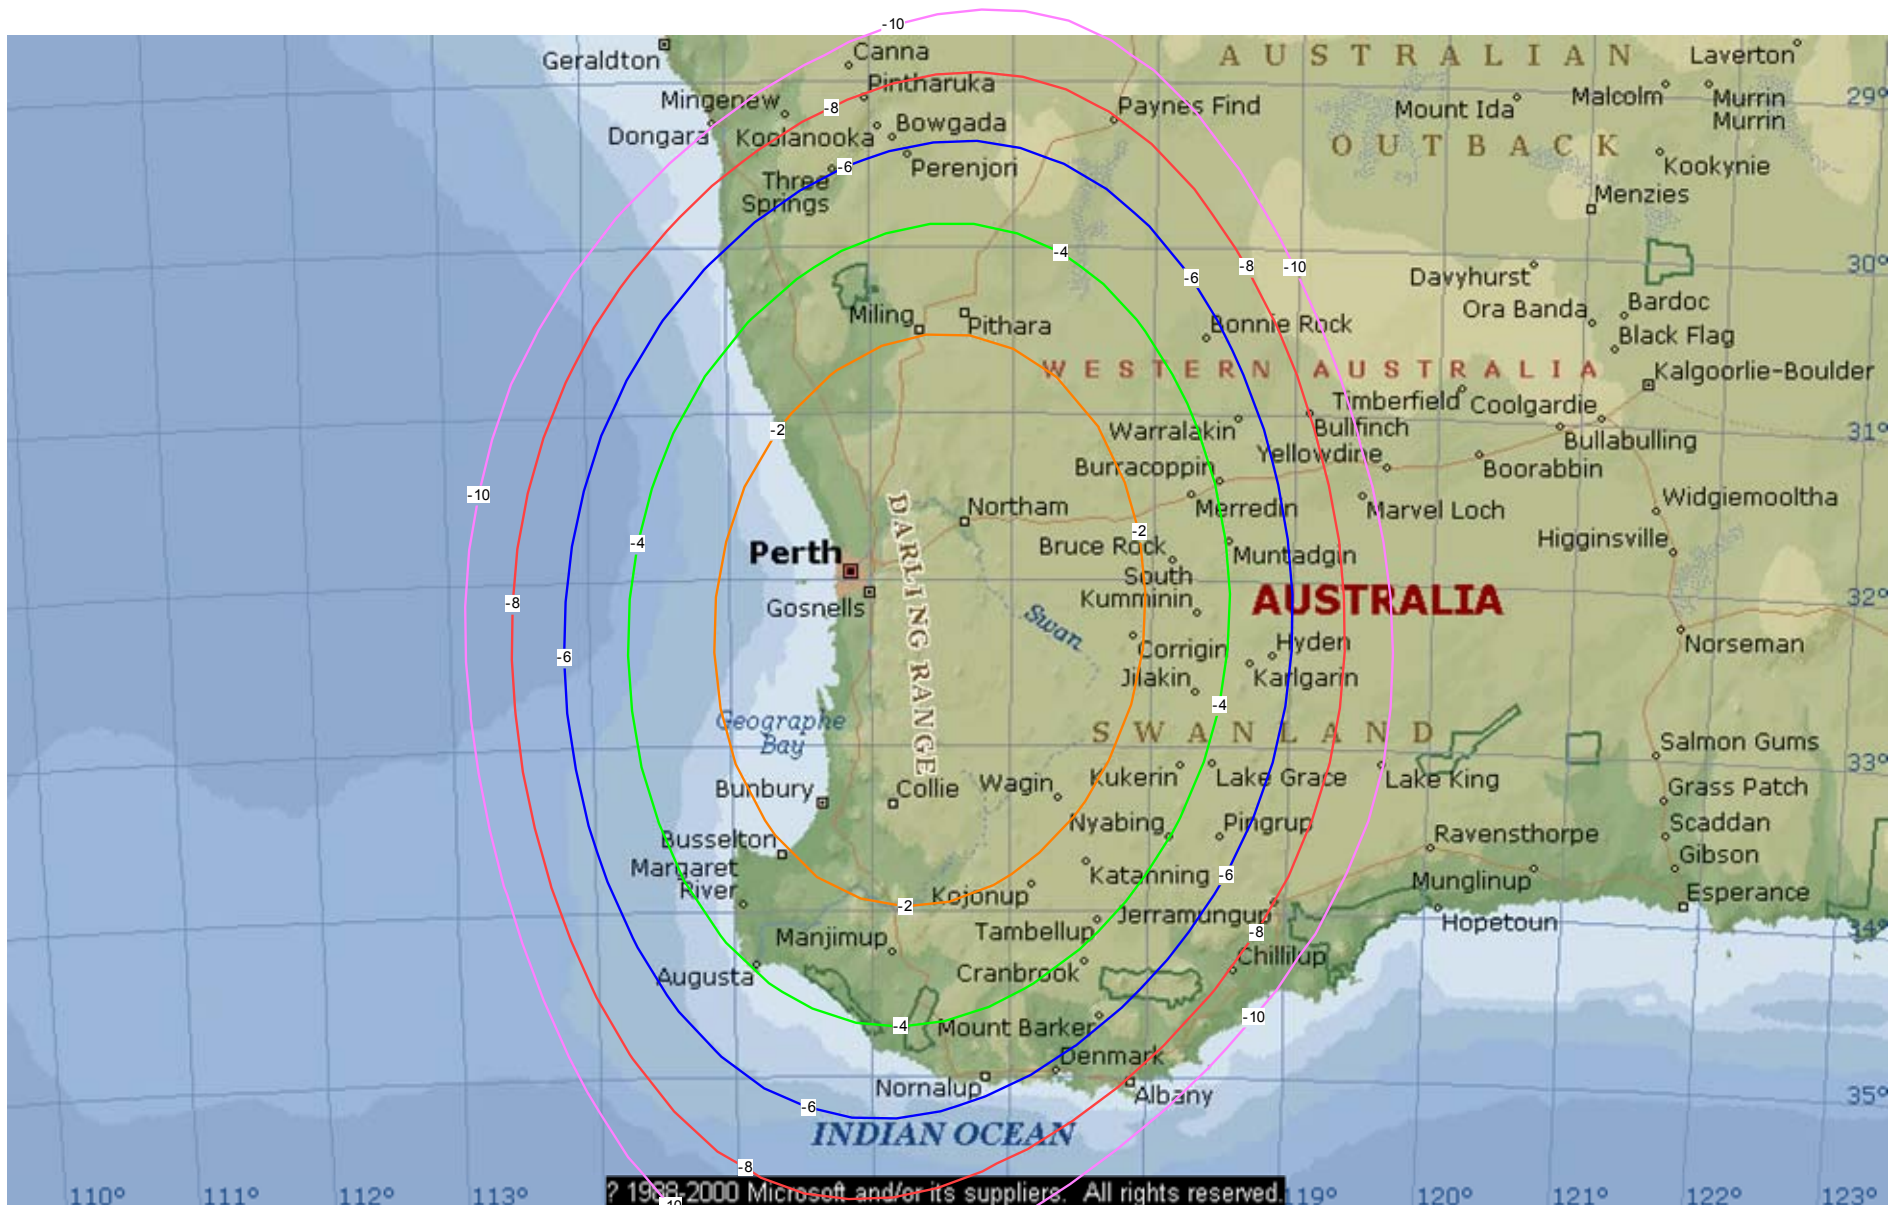 -10
Canna
Geraldton
AUSTRALIAN
Laverton
Pintharuka
Mingenew
-8
Paynes Find
Mount Ida
Malcolm
Murrin
Murrin
29°
Dongara
Koolanooka
Bowgada
OUTBACK
-6
Perenjori
Kookynie
Three
Springs
Menzies
-4
-6
-8
-10
30°
Davyhurst
Miling
Pithara
Bonnie Rock
Ora Banda
Bardoc
Black Flag
WESTERN AUSTRALIA
Kalgoorlie-Boulder
Timberfield
Coolgardie
-2
Warralakin
Bullfinch
Bullabulling
31°
Yellowdine
Burracoppin
Boorabbin
-10
Northam
Merredin
Marvel Loch
Widgiemooltha
DARLING RANGE
-4
-2
Higginsville
Perth
Bruce Rock
Muntadgin
South
Kumminin
Gosnells
-8
AUSTRALIA
32°
Swan
-6
Corrigin
Hyden
Norseman
Jilakin
Karlgarin
-4
Geographe
Bay
SWANLAND
Salmon Gums
Bunbury
Collie
Wagin
Kukerin
Lake Grace
Lake King
33°
Grass Patch
Nyabing
Pingrup
Ravensthorpe
Scaddan
Busselton
Gibson
Margaret
River
Katanning
-6
Munglinup
Esperance
-2
Kojonup
Jerramungup
Hopetoun
34°
Manjimup
Tambellup
-8
Augusta
Cranbrook
Chillilup
-4
Mount Barker
-10
Denmark
Nornalup
Albany
35°
-6
INDIAN OCEAN
-8
110°
111°
112°
113°
-10
? 1988-2000 Microsoft and/or its suppliers. All rights reserved.
119°
120°
121°
122°
123°